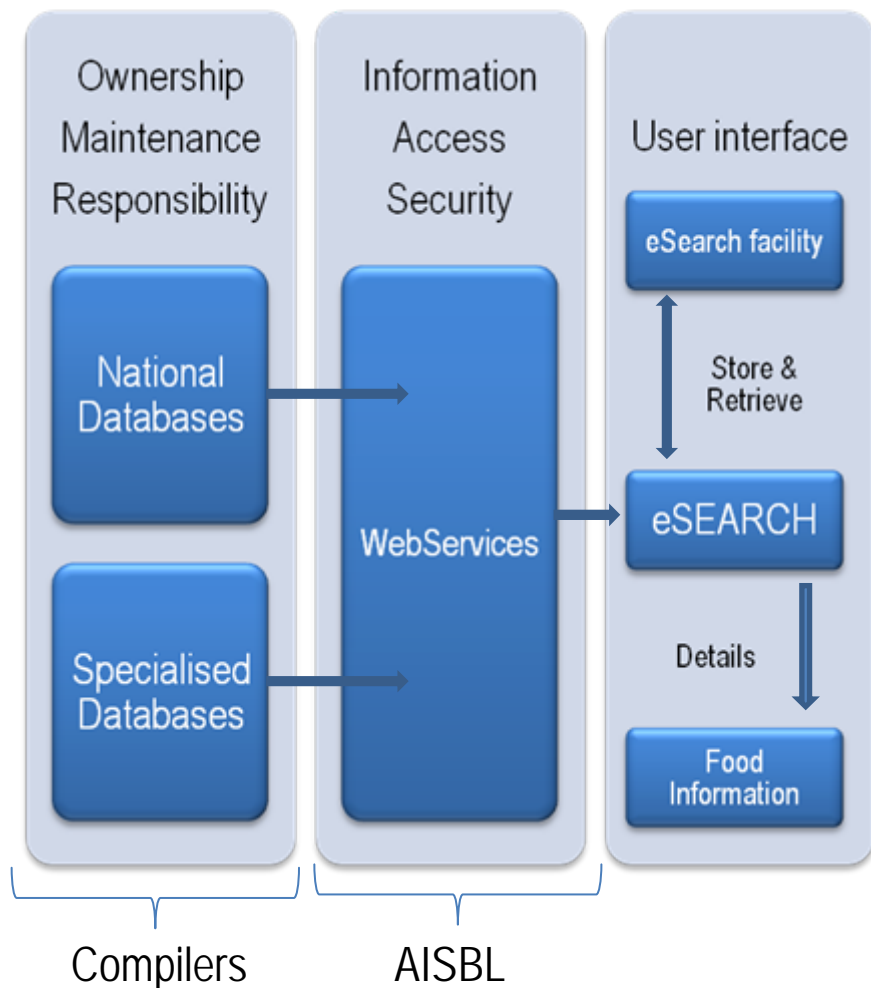 Ownership
Maintenance
Responsibility
National
Databases
Specialised
Databases
Compilers
Information
Access
Security
WebServices
AISBL
User interface
eSearch facility
Store &
Retrieve
eSEARCH
Details
Food
Information